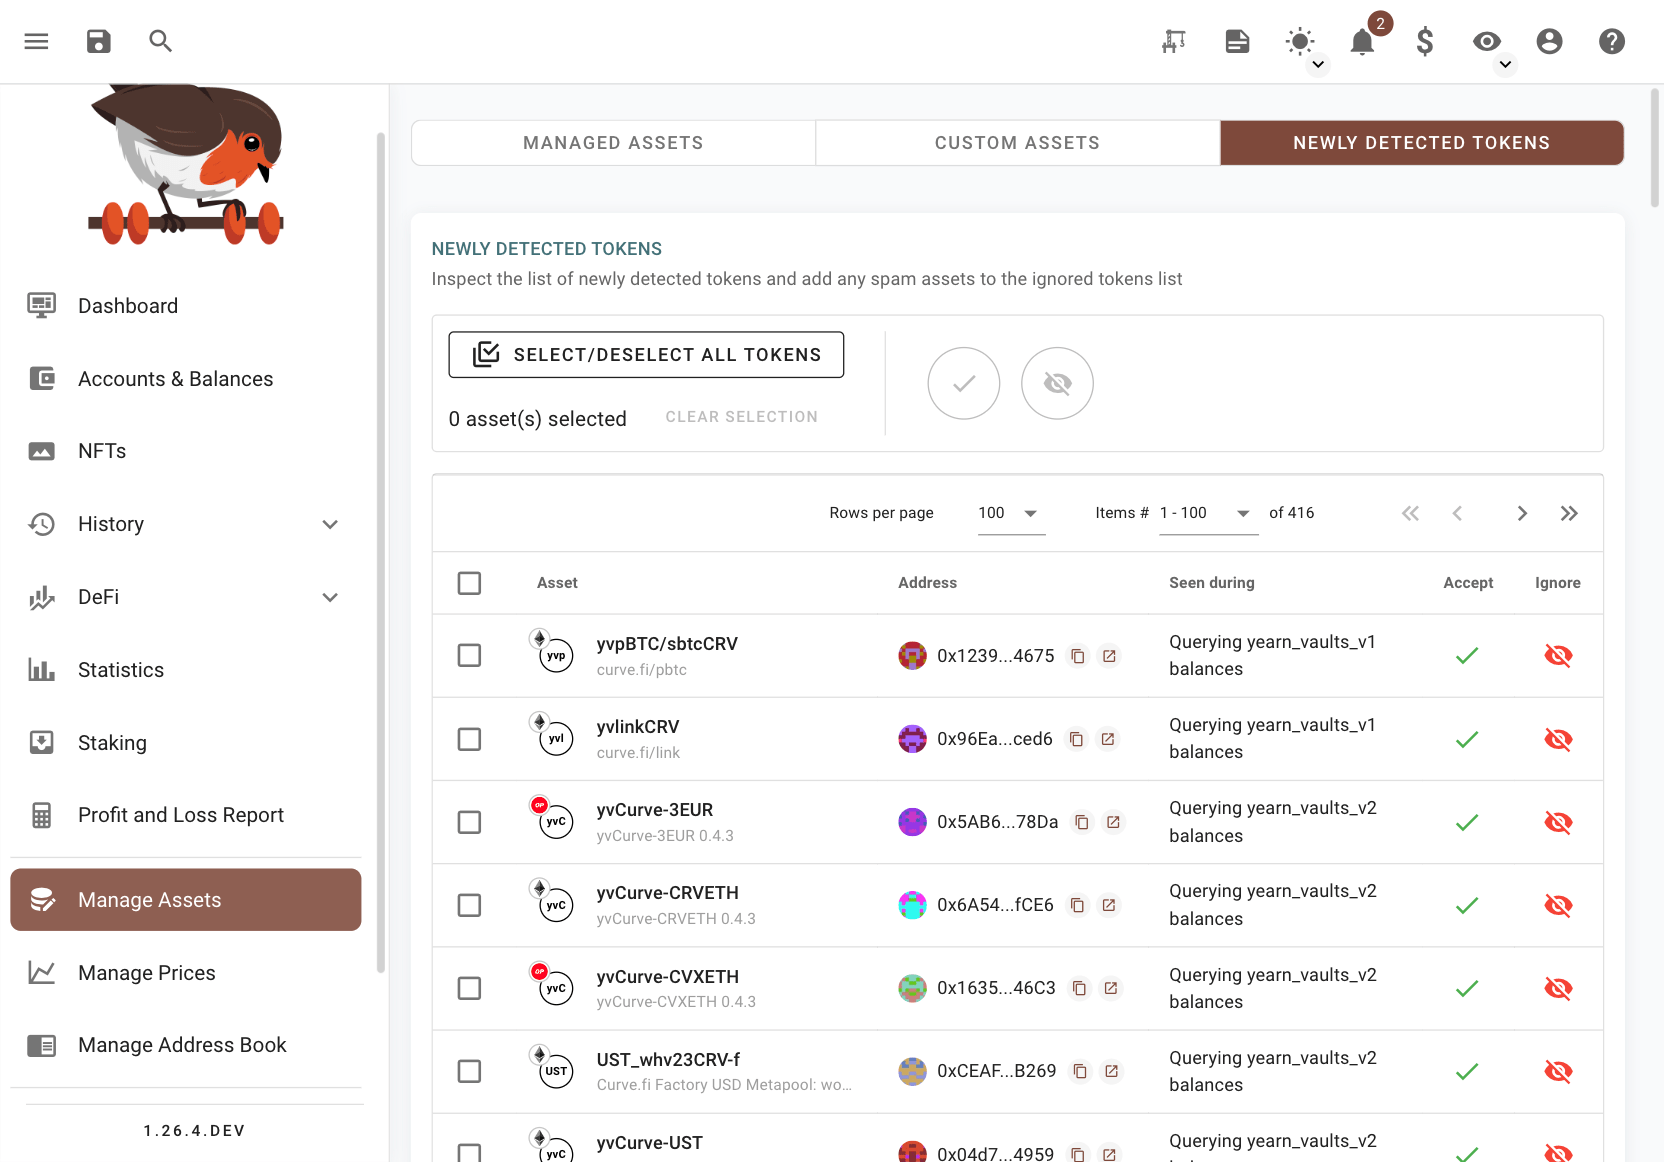 2
Dashboard
Accounts & Balances
NFTs
History
DeFi
Statistics
Staking
Profit and Loss Report
Manage Assets
Manage Prices
Manage Address Book
1.26.4.DEV
MANAGED ASSETS
CUSTOM ASSETS
NEWLY DETECTED TOKENS
NEWLY DETECTED TOKENS
Inspect the list of newly detected tokens and add any spam assets to the ignored tokens list
SELECT/DESELECT ALL TOKENS
0 asset(s) selected CLEAR SELECTION
Rows per page 100 Items # 1 - 100 of 416
Asset Address Seen during Accept Ignore
yvp
yvpBTC/sbtcCRV
curve.fi/pbtc
0x1239...4675
Querying yearn_vaults_v1
balances
yvl
yvlinkCRV
curve.fi/link
0x96Ea...ced6
Querying yearn_vaults_v1
balances
OP
yvC
yvCurve-3EUR
yvCurve-3EUR 0.4.3
0x5AB6...78Da
Querying yearn_vaults_v2
balances
yvC
yvCurve-CRVETH
yvCurve-CRVETH 0.4.3
0x6A54...fCE6
Querying yearn_vaults_v2
balances
OP
yvC
yvCurve-CVXETH
yvCurve-CVXETH 0.4.3
0x1635...46C3
Querying yearn_vaults_v2
balances
UST
UST_whv23CRV-f
Curve.fi Factory USD Metapool: wo...
0xCEAF...B269
Querying yearn_vaults_v2
balances
yvC
yvCurve-UST
0x04d7...4959
Querying yearn_vaults_v2